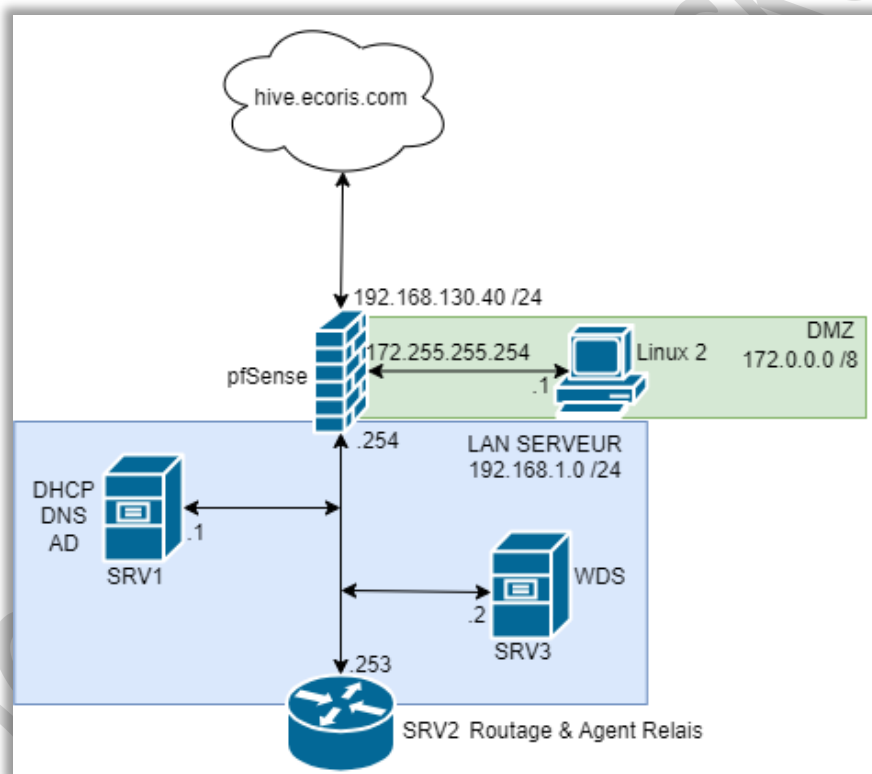 hive.ecoris.com
192.168.130.40 /24
DMZ
172.0.0.0 /8
172.255.255.254
Linux 2
.1
pfSense
.254
LAN SERVEUR
192.168.1.0 /24
DHCP
DNS
AD
.1
SRV1
WDS
.2
SRV3
.253
SRV2 Routage & Agent Relais